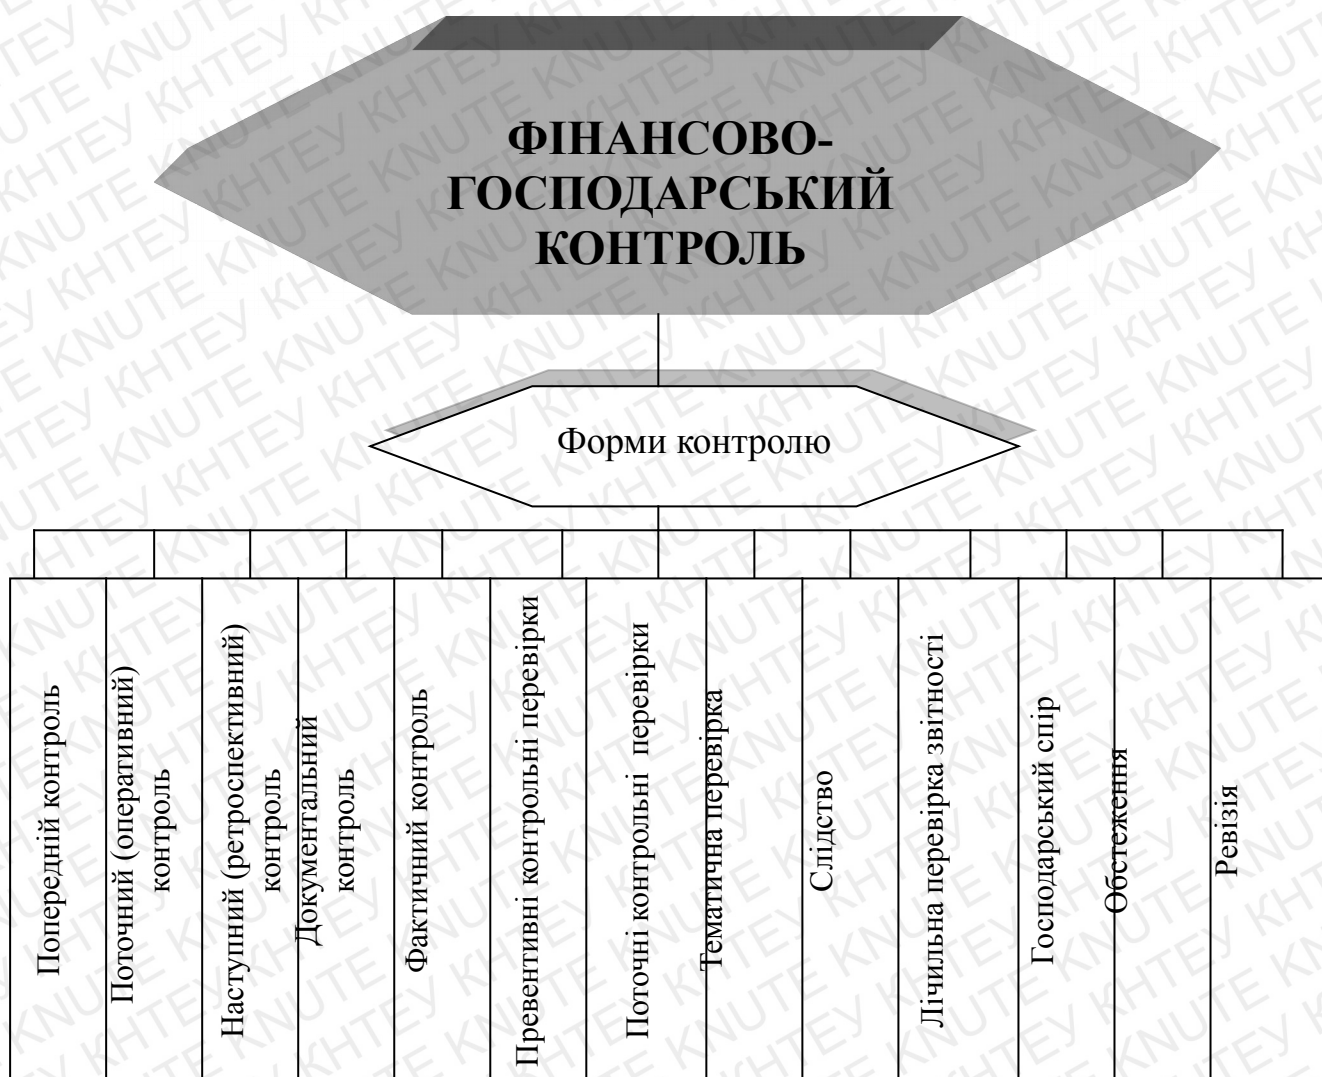 ФІНАНСОВО-
ГОСПОДАРСЬКИЙ
КОНТРОЛЬ
Форми контролю
Попередній контроль
Поточний (оперативний)
контроль
Наступний (ретроспективний)
контроль
Документальний
контроль
Фактичний контроль
Превентивні контрольні перевірки
Поточні контрольні перевірки
Тематична перевірка
Слідство
Лічильна перевірка звітності
Господарський спір
Обстеження
Ревізія